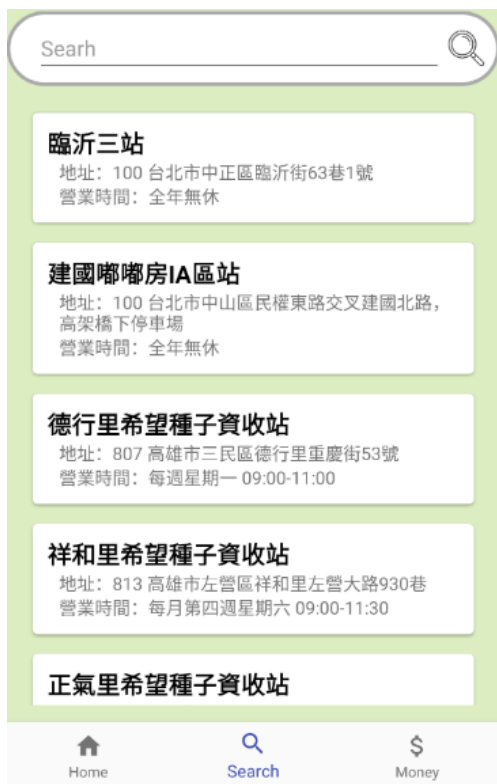 Searh
臨沂三站
地址：100 台北市中正區臨沂街63巷1號
營業時間：全年無休
建國嘟嘟房IA區站
地址：100 台北市中山區民權東路交叉建國北路，
高架橋下停車場
營業時間：全年無休
德行里希望種子資收站
地址：807 高雄市三民區德行里重慶街53號
營業時間：每週星期一 09:00-11:00
祥和里希望種子資收站
地址：813 高雄市左營區祥和里左營大路930巷
營業時間：每月第四週星期六 09:00-11:30
正氣里希望種子資收站
Home
Search
Money